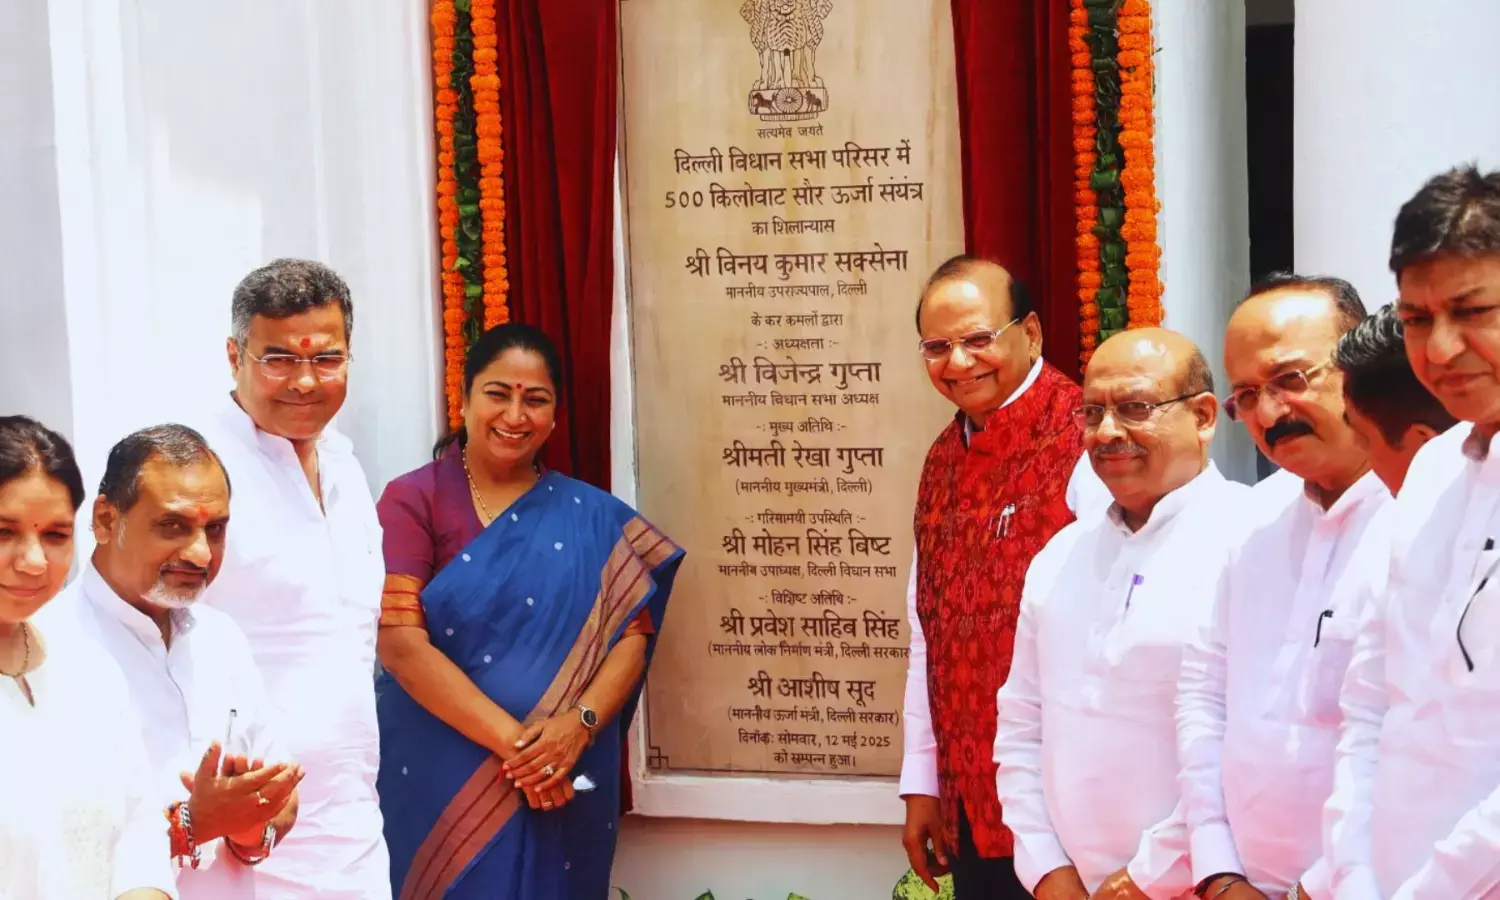 सत्यमेव जयते
दिल्ली विधान सभा परिसर में
500 किलोवाट सौर ऊर्जा संयंत्र
का शिलान्यास
श्री विनय कुमार सक्सेना
माननीय उपराज्यपाल, दिल्ली
के कर कमलों द्वारा
-: अध्यक्षता :-
श्री विजेन्द्र गुप्ता
माननीय विधान सभा अध्यक्ष
-: मुख्य अतिथि :-
श्रीमती रेखा गुप्ता
(माननीय मुख्यमंत्री, दिल्ली)
-: गरिमामयी उपस्थिति :-
श्री मोहन सिंह बिष्ट
माननीय उपाध्यक्ष, दिल्ली विधान सभा
-: विशिष्ट अतिथि :-
श्री प्रवेश साहिब सिंह
(माननीय लोक निर्माण मंत्री, दिल्ली सरकार
श्री आशीष सूद
(माननीय ऊर्जा मंत्री, दिल्ली सरकार)
दिनाँक: सोमवार, 12 मई 2025
को सम्पन्न हुआ।